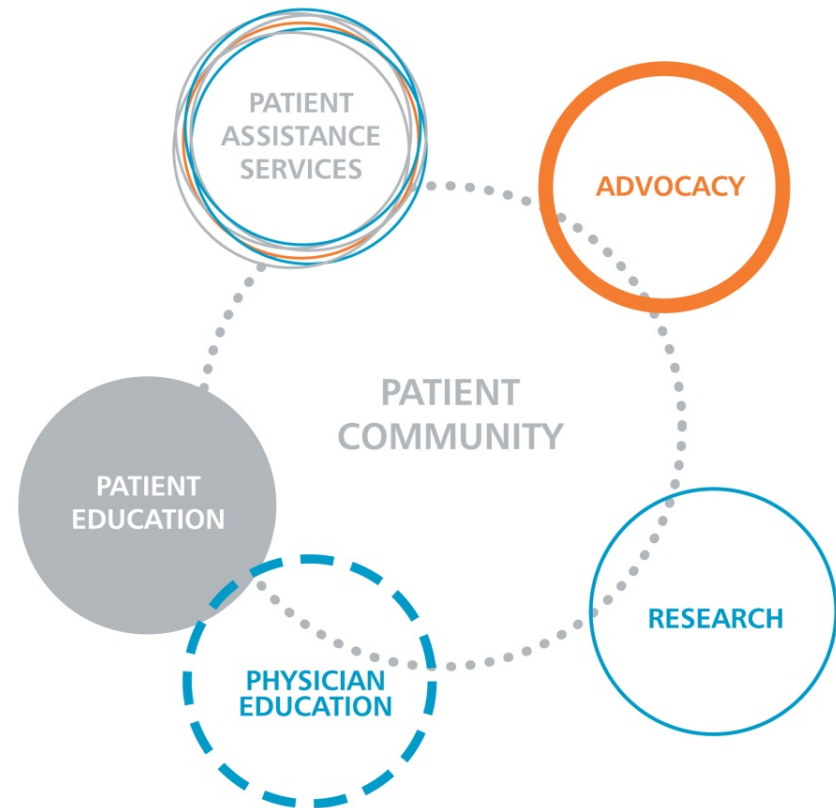 PATIENT
ASSISTANCE
SERVICES
ADVOCACY
PATIENT
COMMUNITY
PATIENT
EDUCATION
RESEARCH
PHYSICIAN
EDUCATION